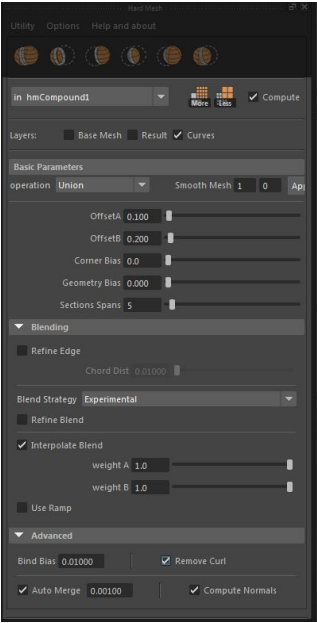 Hard Mesh
Utility Options Help and about
in hmCompound1 More Less Compute
Layers: Base Mesh Result Curves
Basic Parameters
operation Union Smooth Mesh 1 0 Ap
OffsetA 0.100
OffsetB 0.200
Corner Bias 0.0
Geometry Bias 0.000
Sections Spans 5
Blending
Refine Edge
Chord Dist 0.01000
Blend Strategy Experimental
Refine Blend
Interpolate Blend
weight A 1.0
weight B 1.0
Use Ramp
Advanced
Bind Bias 0.01000 Remove Curl
Auto Merge 0.00100 Compute Normals